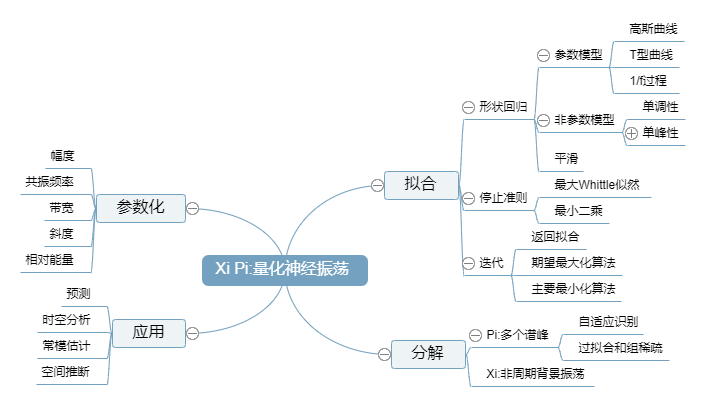 Xi Pi:量化神经振荡
拟合
形状回归
参数模型
高斯曲线
T型曲线
1/f过程
非参数模型
单调性
单峰性
平滑
停止准则
最大Whittle似然
最小二乘
迭代
返回拟合
期望最大化算法
主要最小化算法
分解
Pi:多个谱峰
自适应识别
过拟合和组稀疏
Xi:非周期背景振荡
参数化
幅度
共振频率
带宽
斜度
相对能量
应用
预测
时空分析
常模估计
空间推断